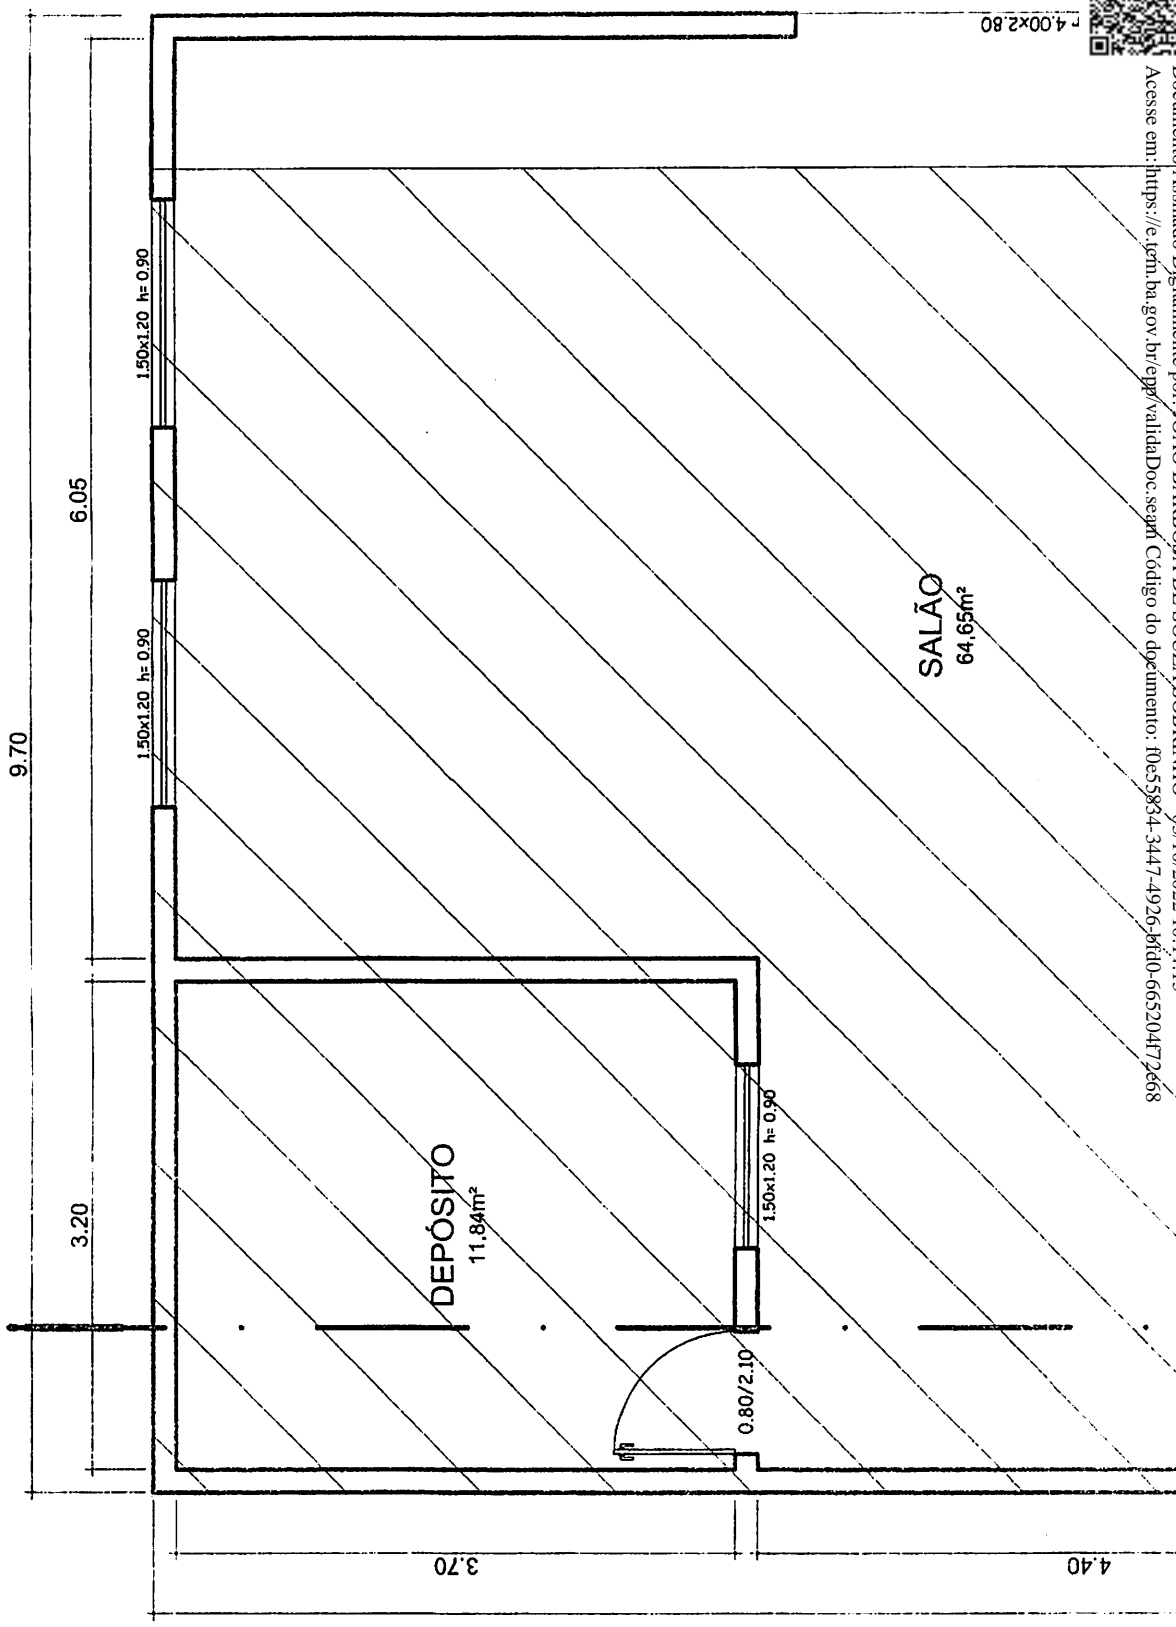 4.00x2.80
Acesse em: https://e.tcm.ba.gov.br/epp/validaDoc.seam Código do documento: f0e55834-3447-4926-bfd0-665204f72e68
1.50x1.20 h= 0.90
6.05
1.50x1.20 h= 0.90
9.70
SALÃO
64,65m²
3.20
DEPÓSITO
11,84m²
1.50x1.20 h= 0.90
0.80/2.10
3.70
4.40